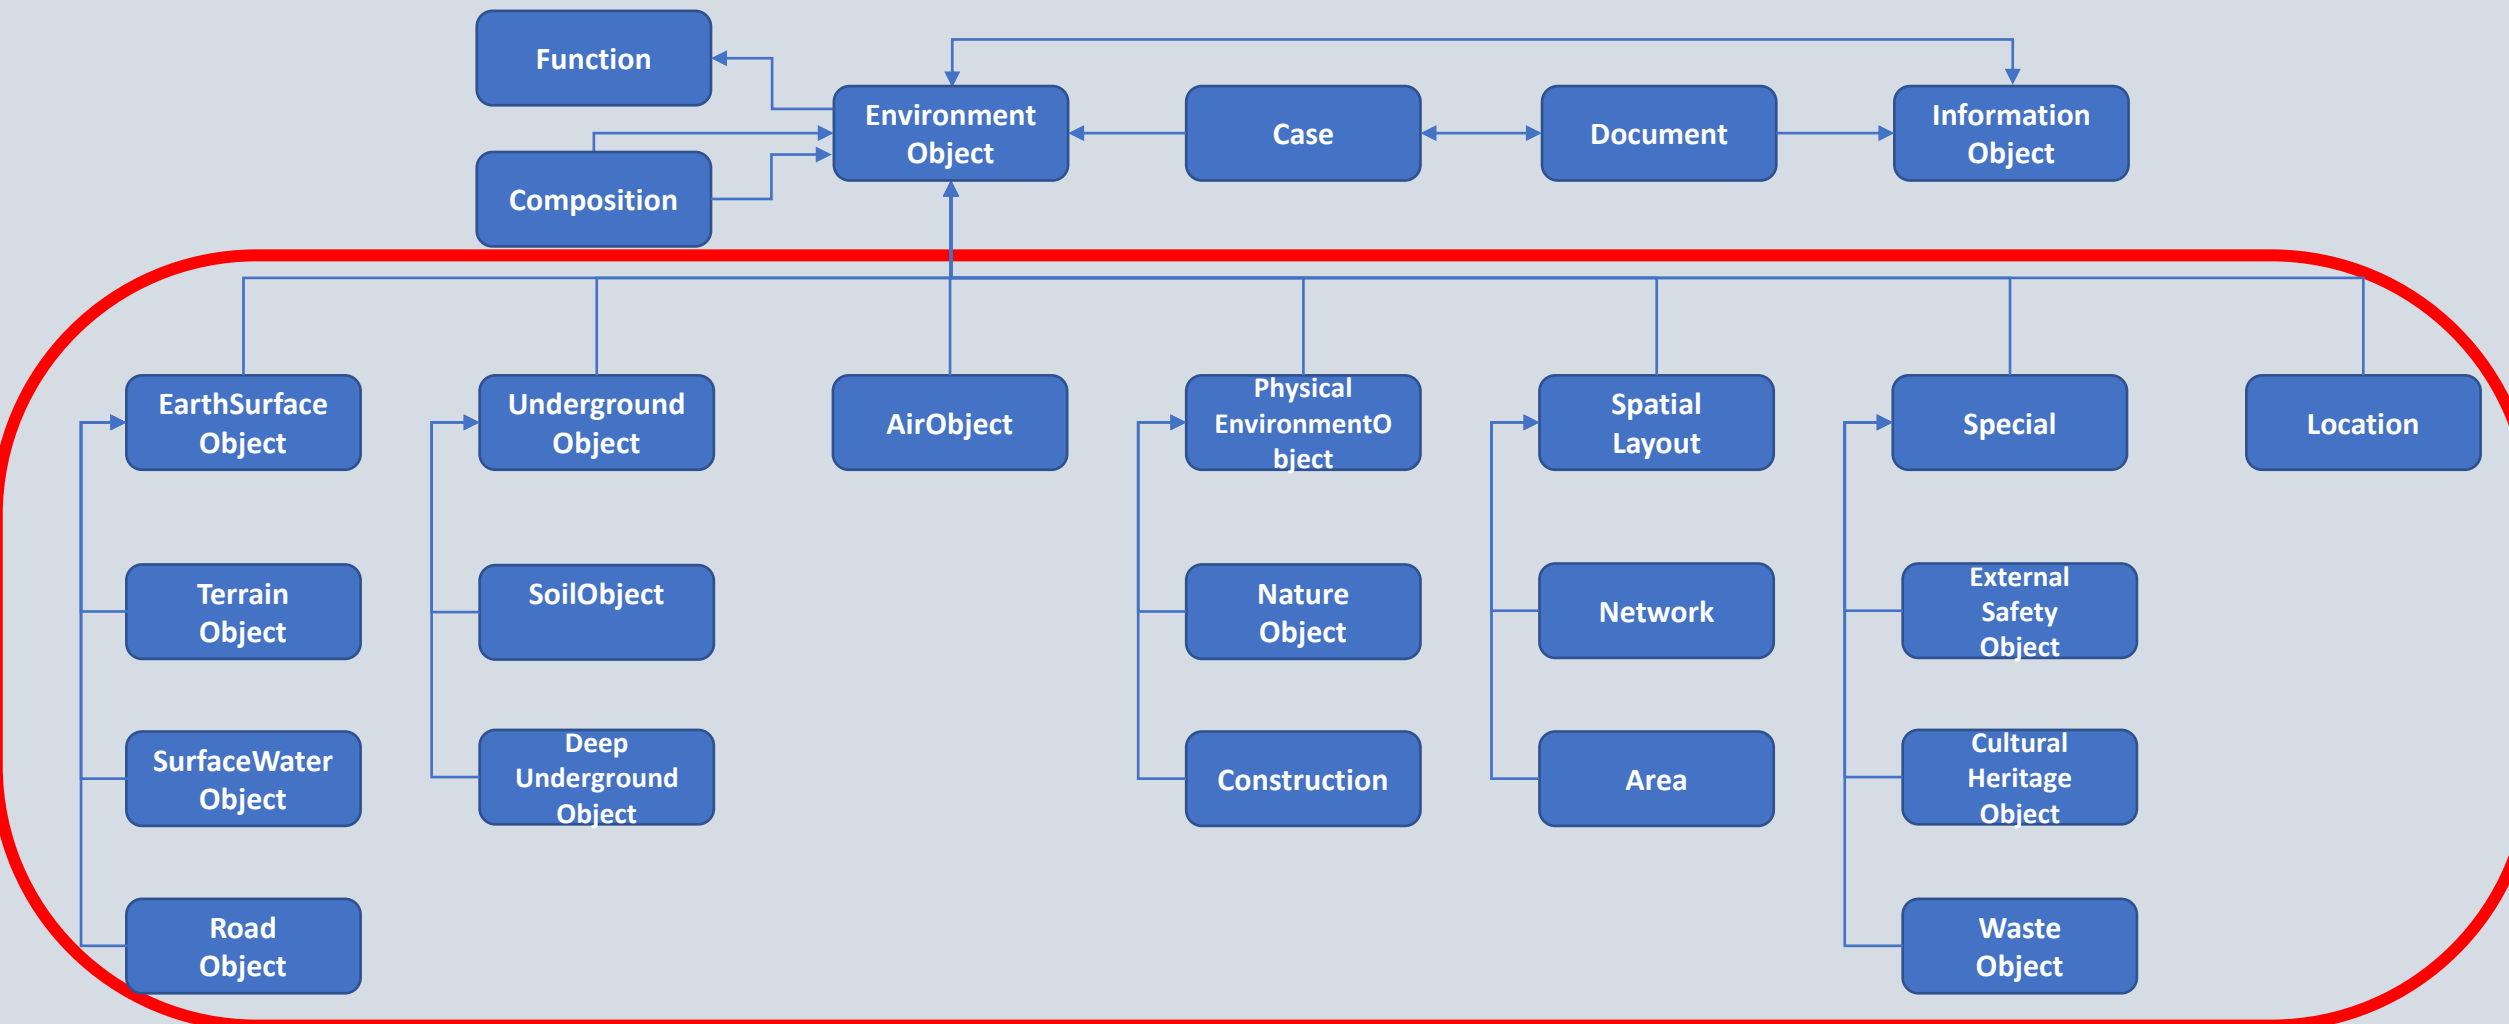 Function
Environment
Object
Case
Document
Information
Object
Composition
EarthSurface
Object
Underground
Object
AirObject
Physical
EnvironmentO
bject
Spatial
Layout
Special
Location
Terrain
Object
SoilObject
Nature
Object
Network
External
Safety
Object
SurfaceWater
Object
Deep
Underground
Object
Construction
Area
Cultural
Heritage
Object
Road
Object
Waste
Object